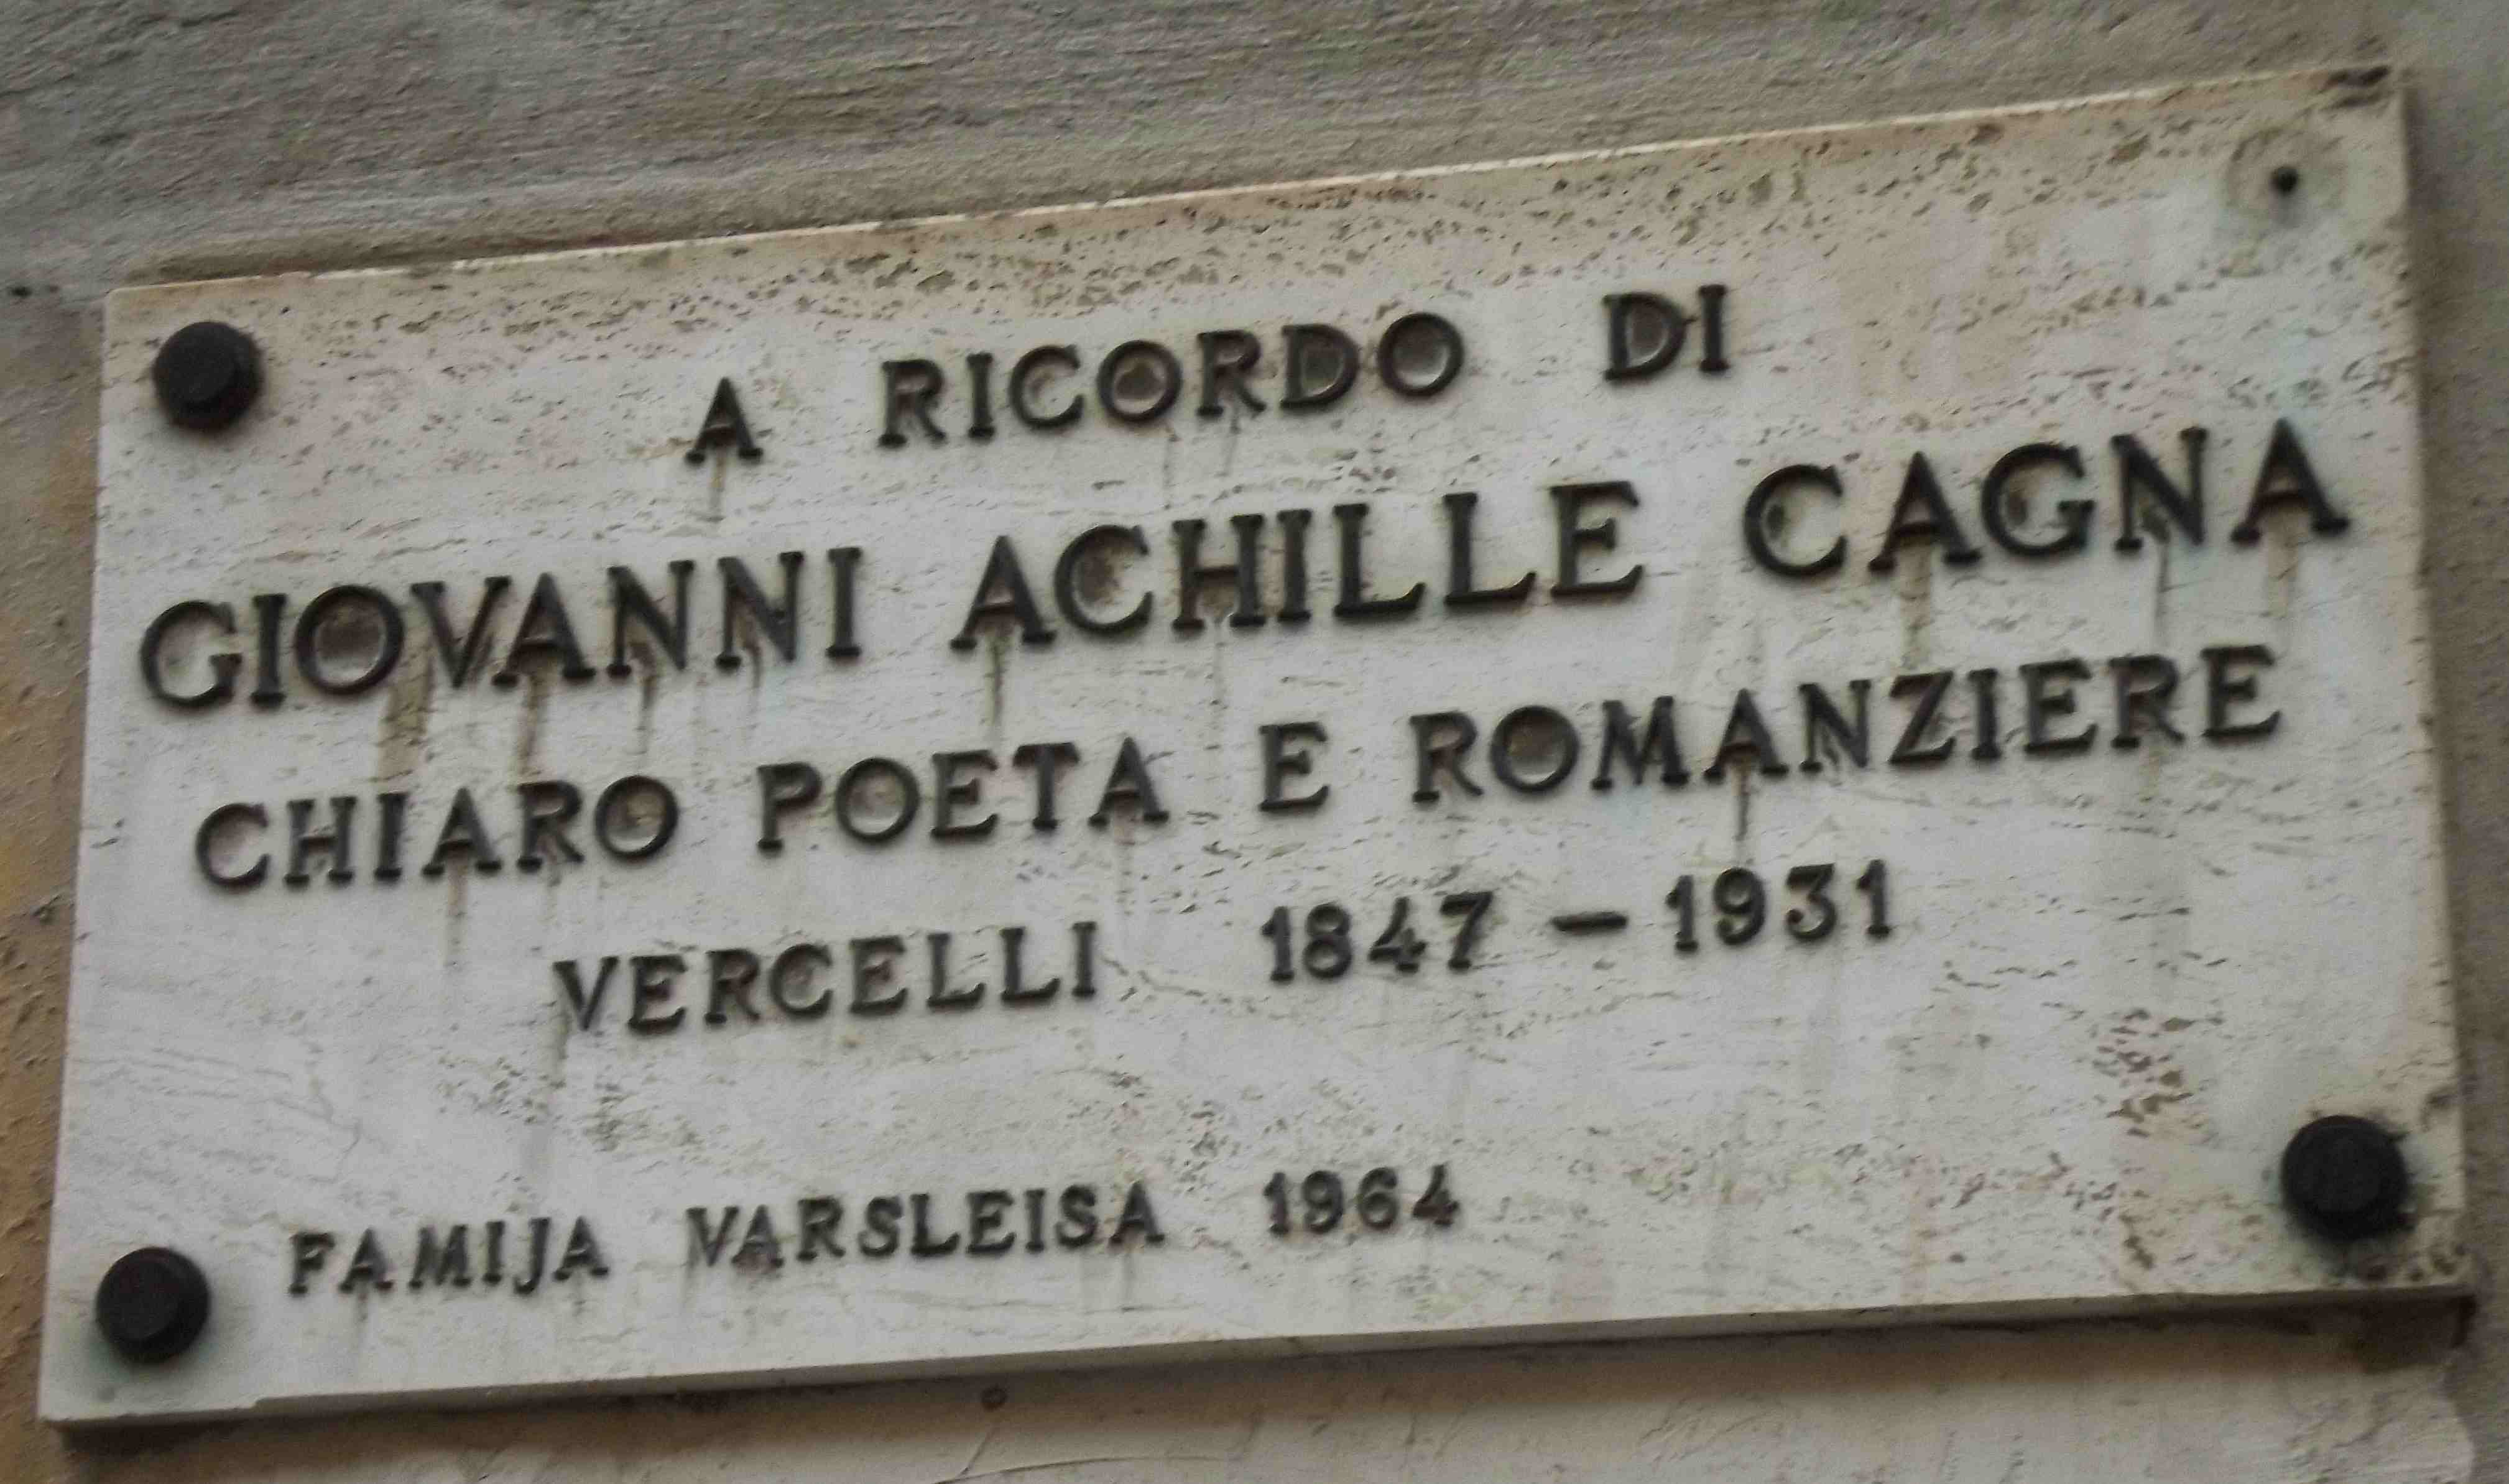 A RICORDO DI
GIOVANNI ACHILLE CAGNA
CHIARO POETA E ROMANZIERE
VERCELLI 1847 – 1931
FAMIJA VARSLEISA 1964